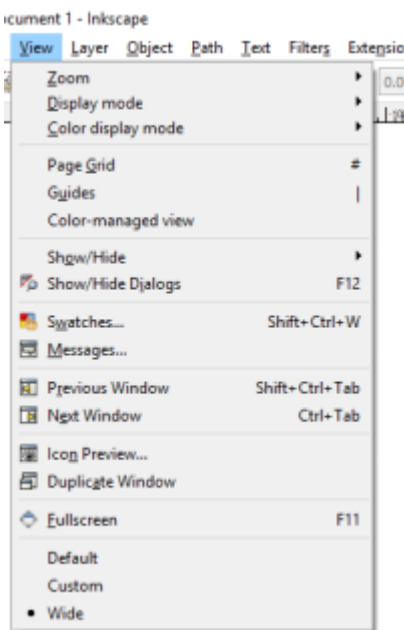 ocument 1 - Inkscape
View Layer Object Path Text Filters Extensio
Zoom
0.0
Display mode
Color display mode
Page Grid #
Guides |
Color-managed view
Show/Hide
Show/Hide Dialogs F12
Swatches... Shift+Ctrl+W
Messages...
Previous Window Shift+Ctrl+Tab
Next Window Ctrl+Tab
Icon Preview...
Duplicate Window
Fullscreen F11
Default
Custom
Wide